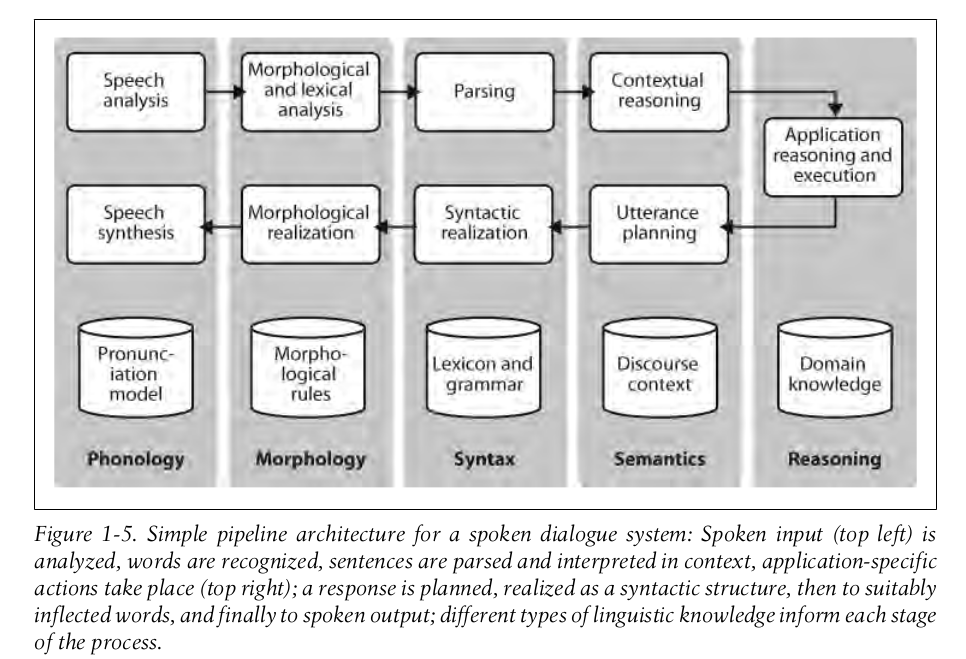 Speech
analysis
Morphological
and lexical
analysis
Parsing
Contextual
reasoning
Application
reasoning and
execution
Speech
synthesis
Morphological
realization
Syntactic
realization
Utterance
planning
Pronunc-
iation
model
Morpho-
logical
rules
Lexicon and
grammar
Discourse
context
Domain
knowledge
Phonology
Morphology
Syntax
Semantics
Reasoning
Figure 1-5. Simple pipeline architecture for a spoken dialogue system: Spoken input (top left) is
analyzed, words are recognized, sentences are parsed and interpreted in context, application-specific
actions take place (top right); a response is planned, realized as a syntactic structure, then to suitably
inflected words, and finally to spoken output; different types of linguistic knowledge inform each stage
of the process.